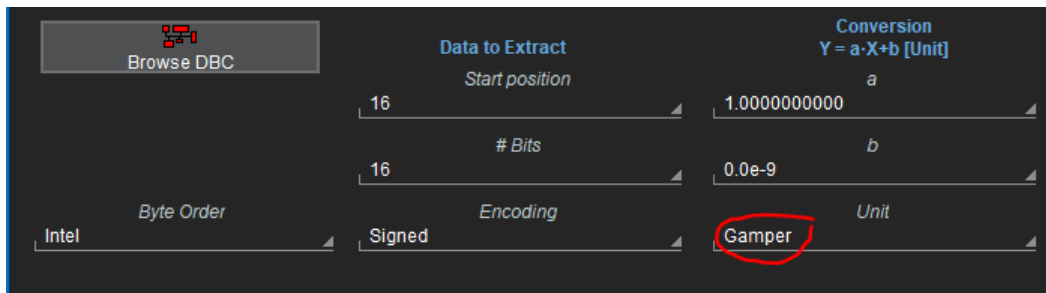 Browse DBC
Data to Extract
Conversion
Y = a·X+b [Unit]
Start position
a
16
1.0000000000
# Bits
b
16
0.0e-9
Byte Order
Encoding
Unit
Intel
Signed
Gamper